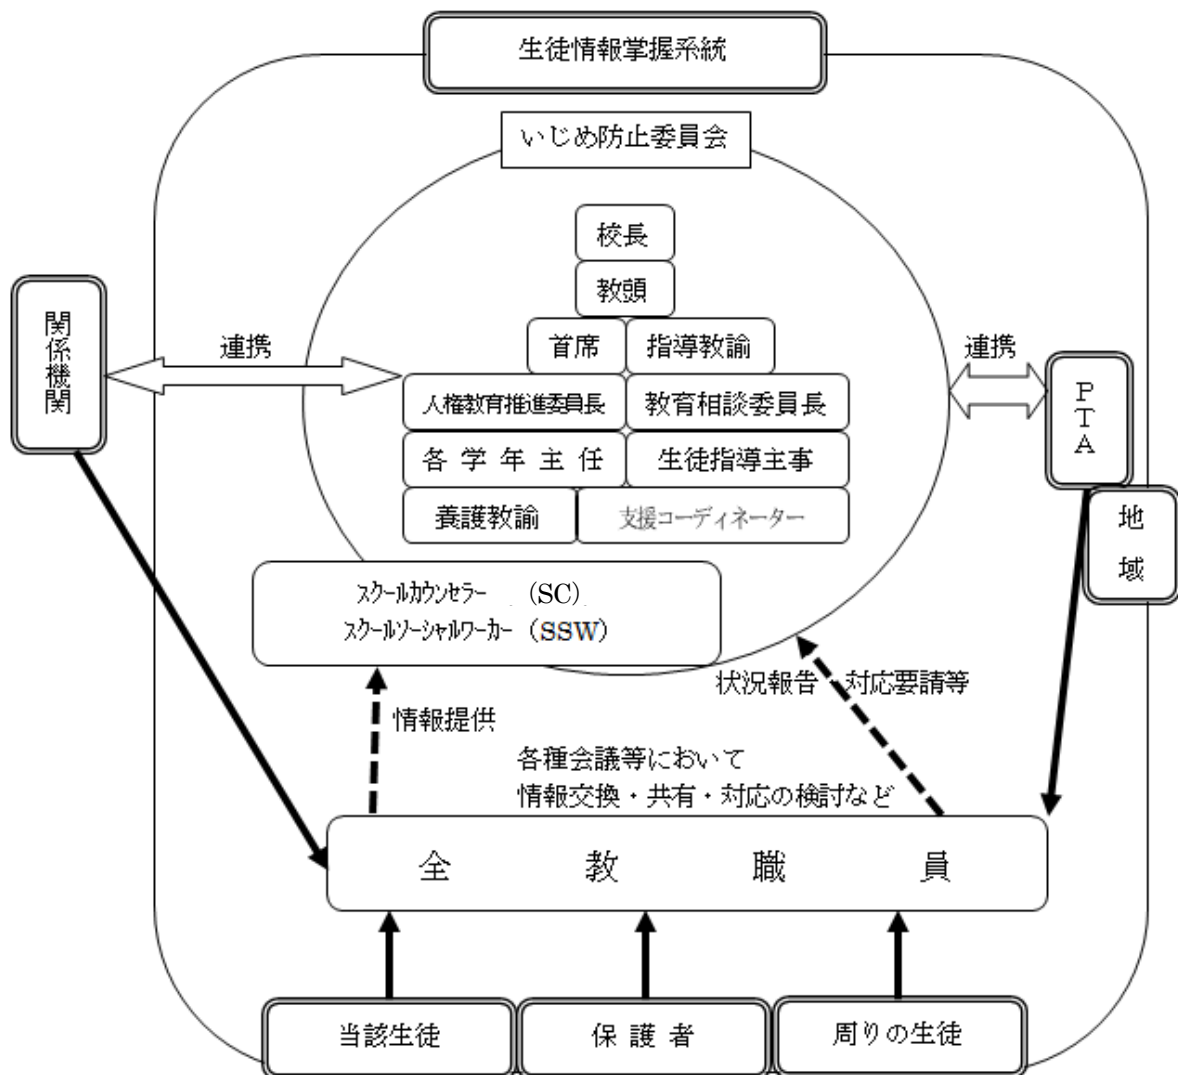 生徒情報掌握系統
いじめ防止委員会
校長
教頭
首席
指導教諭
人権教育推進委員長
教育相談委員長
各学年主任
生徒指導主事
養護教諭
支援コーディネーター
関係機関
連携
連携
PTA
地域
スクールカウンセラー (SC)
スクールソーシャルワーカー (SSW)
状況報告・対応要請等
情報提供
各種会議等において
情報交換・共有・対応の検討など
全教職員
当該生徒
保護者
周りの生徒